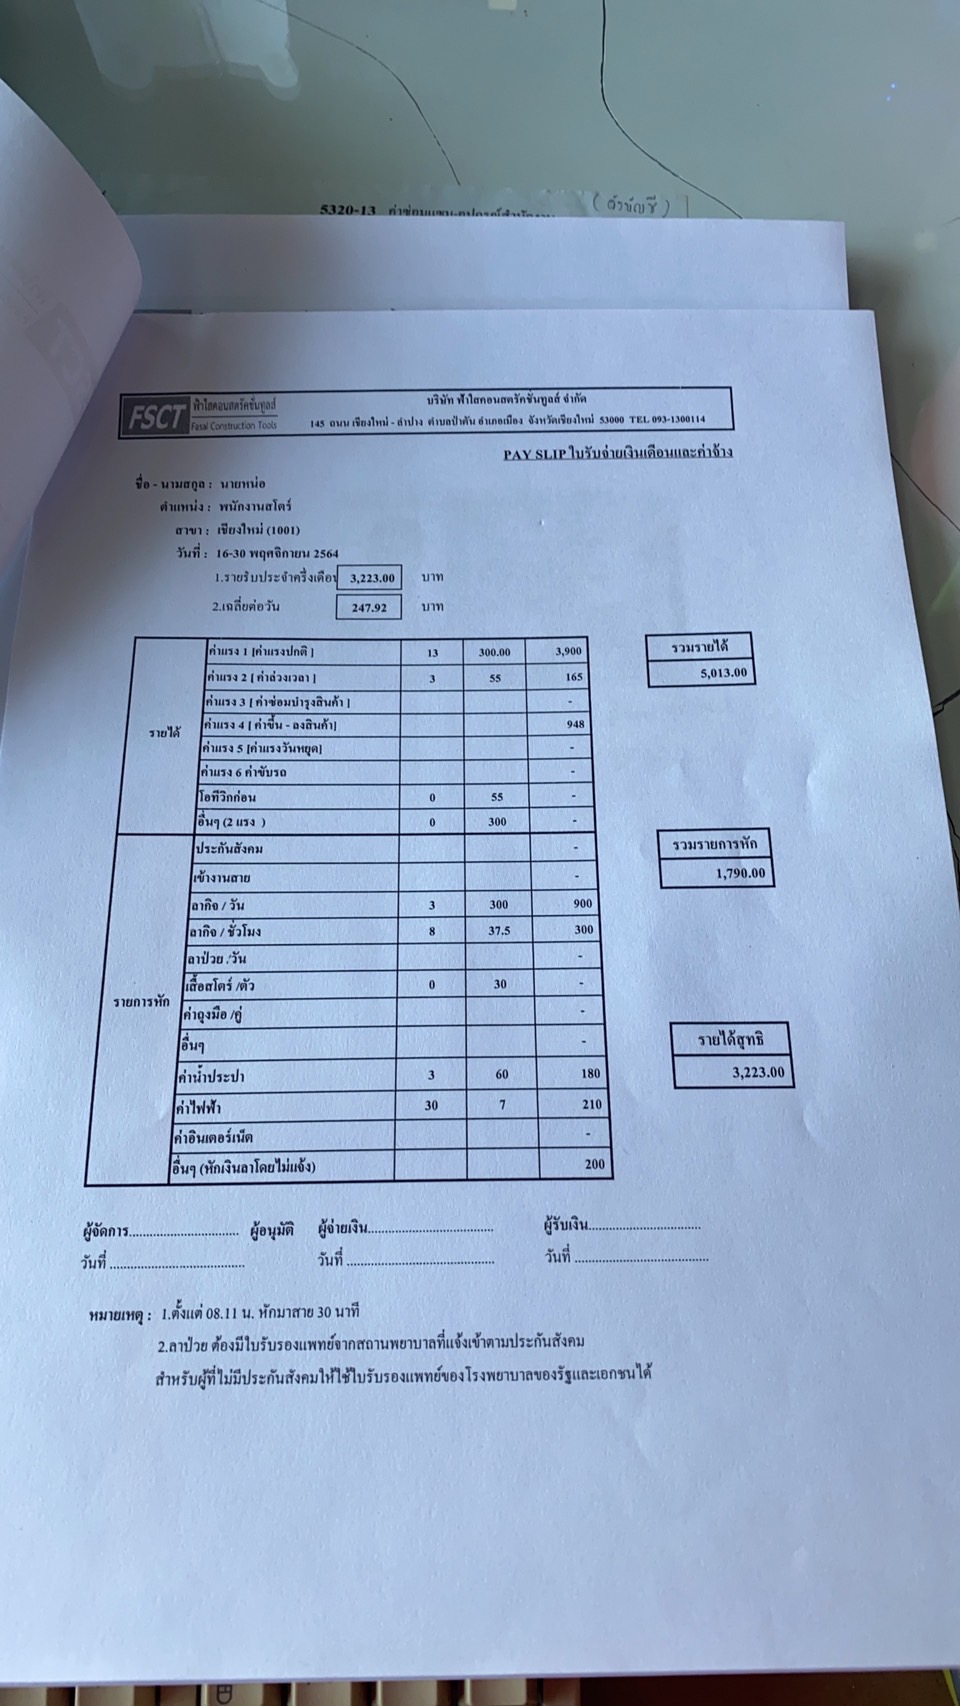 5320-13 ค่าซ่อมแซม-อุปกรณ์สำนักงาน
FSCT ฟ้าใสคอนสตรัคชั่นทูลส์
Fasai Construction Tools
บริษัท ฟ้าใสคอนสตรัคชั่นทูลส์ จำกัด
145 ถนน เชียงใหม่ - ลำปาง ตำบลป่าตัน อำเภอเมือง จังหวัดเชียงใหม่ 53000 TEL 093-1300114
PAY SLIP ใบรับจ่ายเงินเดือนและค่าจ้าง
ชื่อ - นามสกุล : นายหน่อ
ตำแหน่ง : พนักงานสโตร์
สาขา : เชียงใหม่ (1001)
วันที่ : 16-30 พฤศจิกายน 2564
1.รายรับประจำครึ่งเดือน 3,223.00 บาท
2.เฉลี่ยต่อวัน 247.92 บาท
รายได้
ค่าแรง 1 [ค่าแรงปกติ ] 13 300.00 3,900
ค่าแรง 2 [ ค่าล่วงเวลา ] 3 55 165
ค่าแรง 3 [ ค่าซ่อมบำรุงสินค้า ] -
ค่าแรง 4 [ ค่าขึ้น - ลงสินค้า] 948
ค่าแรง 5 [ค่าแรงวันหยุด] -
ค่าแรง 6 ค่าขับรถ -
โอทีวิกก่อน 0 55 -
อื่นๆ (2 แรง ) 0 300 -
รวมรายได้
5,013.00
รายการหัก
ประกันสังคม -
เข้างานสาย -
ลากิจ / วัน 3 300 900
ลากิจ / ชั่วโมง 8 37.5 300
ลาป่วย /วัน -
เสื้อสโตร์ /ตัว 0 30 -
ค่าถุงมือ /คู่ -
อื่นๆ -
ค่าน้ำประปา 3 60 180
ค่าไฟฟ้า 30 7 210
ค่าอินเตอร์เน็ต -
อื่นๆ (หักเงินลาโดยไม่แจ้ง) 200
รวมรายการหัก
1,790.00
รายได้สุทธิ
3,223.00
ผู้จัดการ................................ ผู้อนุมัติ ผู้จ่ายเงิน.................................... ผู้รับเงิน................................
วันที่ ........................................ วันที่ ........................................... วันที่ .......................................
หมายเหตุ : 1.ตั้งแต่ 08.11 น. หักมาสาย 30 นาที
2.ลาป่วย ต้องมีใบรับรองแพทย์จากสถานพยาบาลที่แจ้งเข้าตามประกันสังคม
สำหรับผู้ที่ไม่มีประกันสังคมให้ใช้ใบรับรองแพทย์ของโรงพยาบาลของรัฐและเอกชนได้